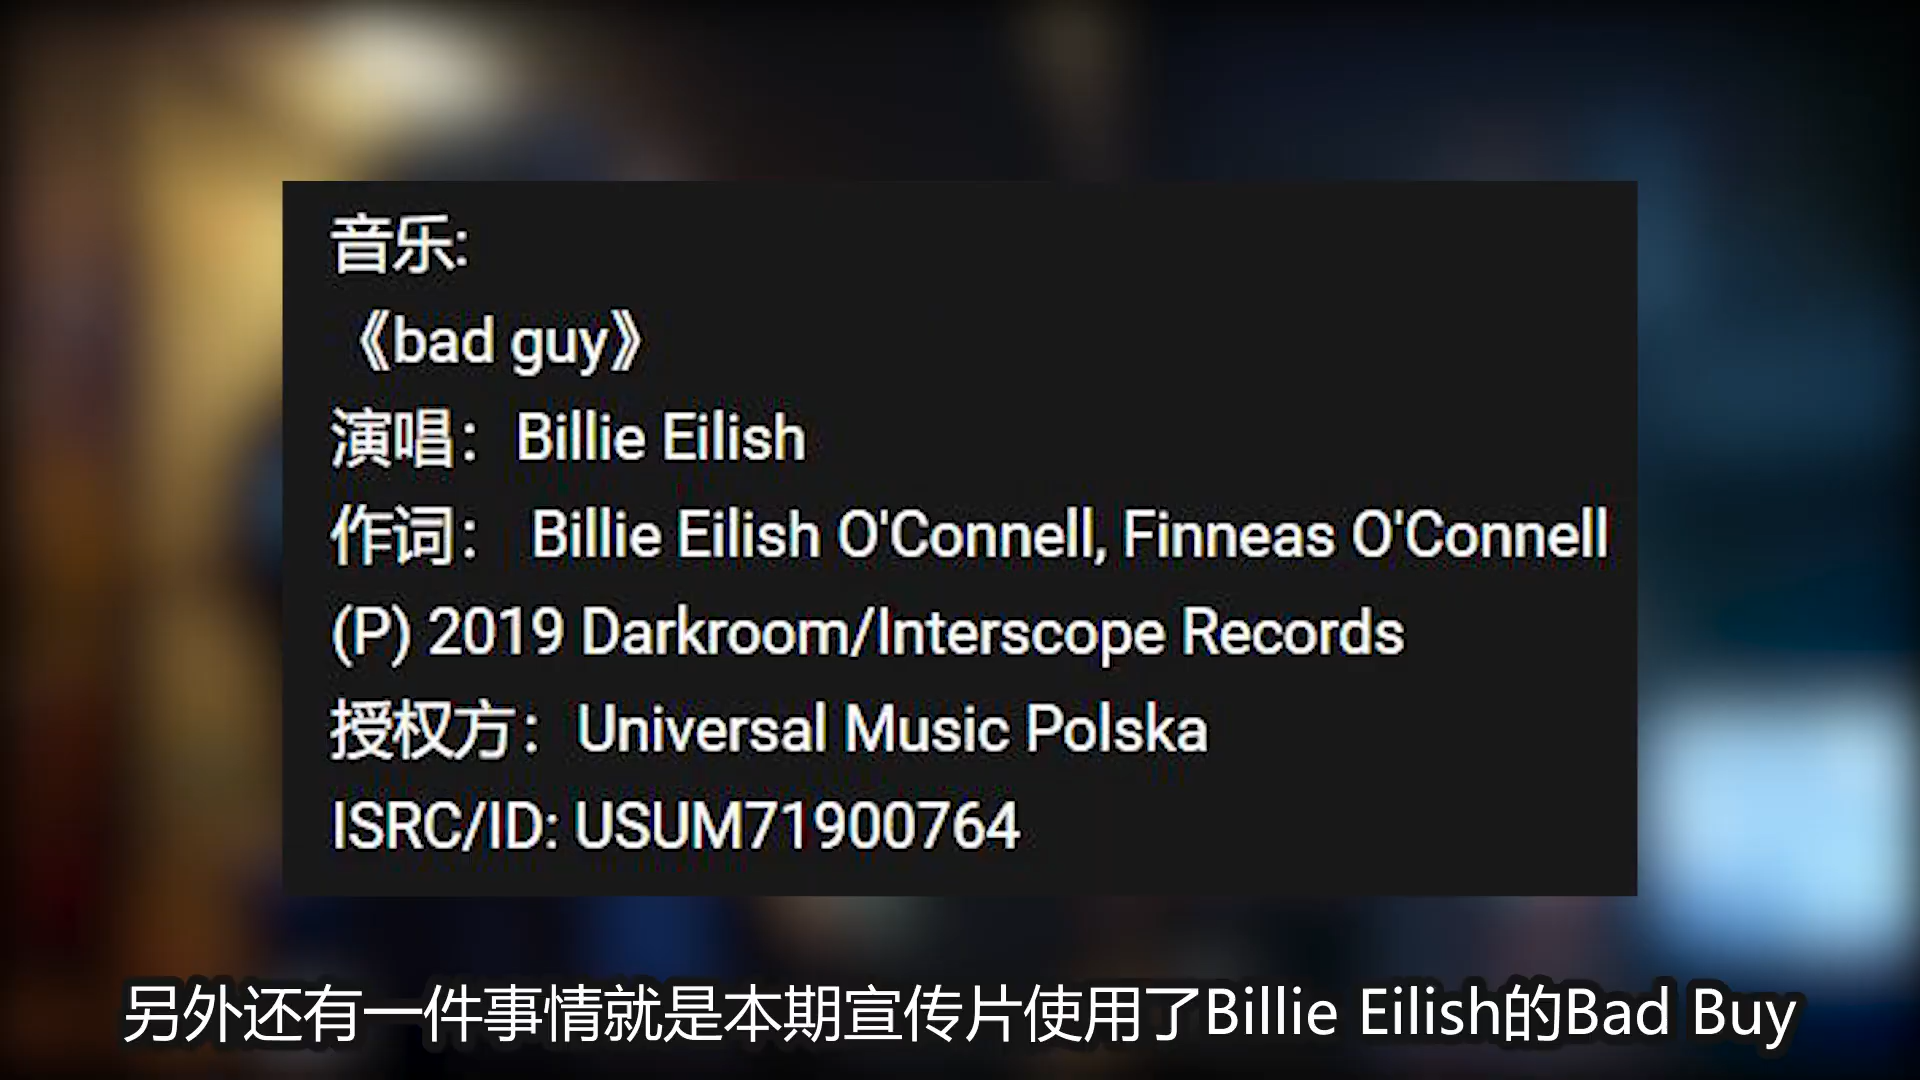 音乐:
《bad guy》
演唱：Billie Eilish
作词： Billie Eilish O'Connell, Finneas O'Connell
(P) 2019 Darkroom/Interscope Records
授权方：Universal Music Polska
ISRC/ID: USUM71900764
另外还有一件事情就是本期宣传片使用了Billie Eilish的Bad Buy